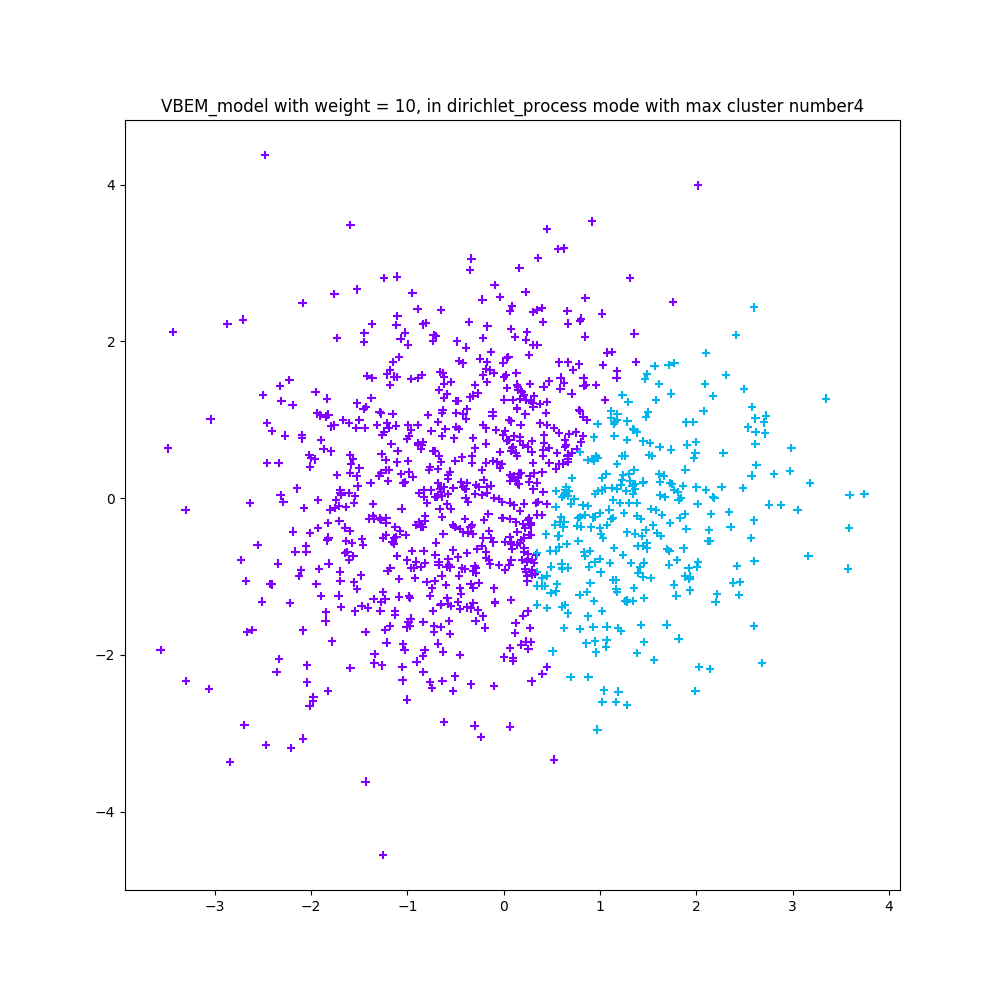 VBEM_model with weight = 10, in dirichlet_process mode with max cluster number4
4
2
0
−2
−4
−3 −2 −1 0 1 2 3 4